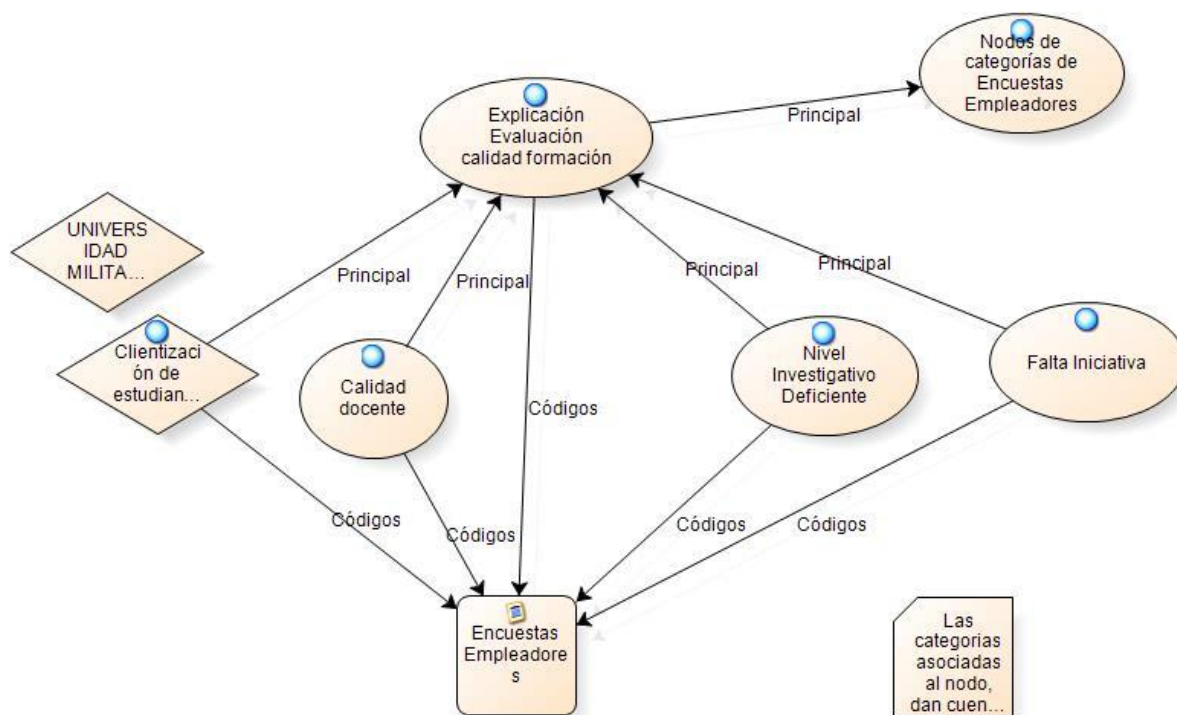 Nodos de
categorías de
Encuestas
Empleadores
Explicación
Evaluación
calidad formación
Principal
UNIVERS
IDAD
MILITA...
Principal
Principal
Principal
Principal
Clientizaci
ón de
estudian...
Calidad
docente
Nivel
Investigativo
Deficiente
Falta Iniciativa
Códigos
Códigos
Códigos
Códigos
Códigos
Encuestas
Empleadore
s
Las
categorias
asociadas
al nodo,
dan cuen...